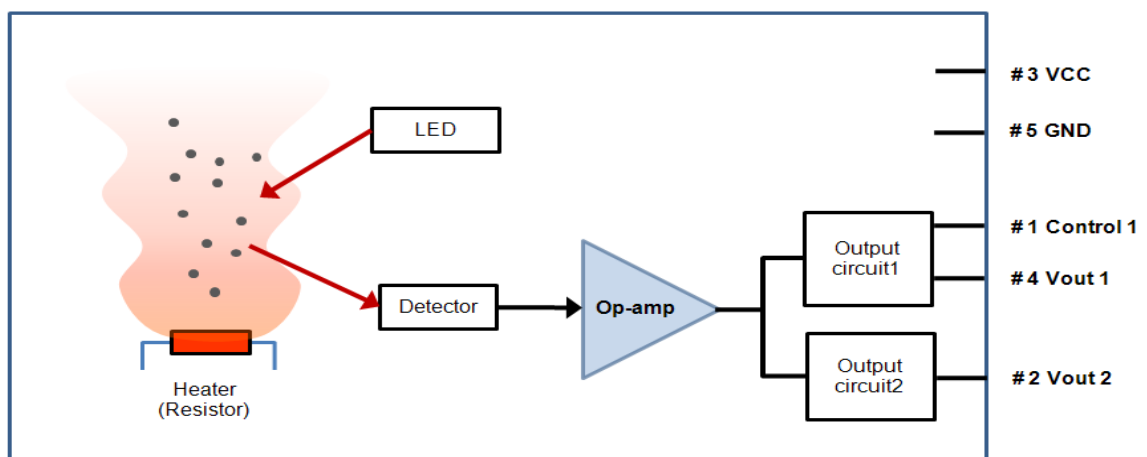 LED
Detector
Heater
(Resistor)
Op-amp
Output
circuit1
Output
circuit2
#3 VCC
#5 GND
#1 Control 1
#4 Vout 1
#2 Vout 2